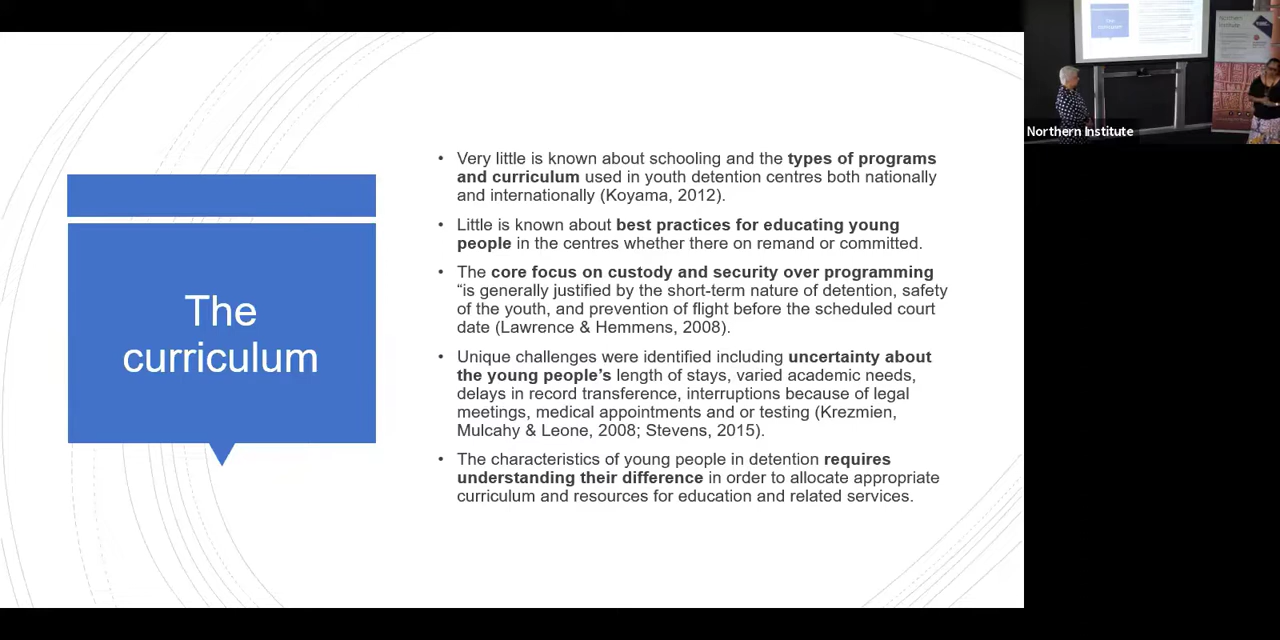 The
curriculum
• Very little is known about schooling and the types of programs
and curriculum used in youth detention centres both nationally
and internationally (Koyama, 2012).
• Little is known about best practices for educating young
people in the centres whether there on remand or committed.
• The core focus on custody and security over programming
“is generally justified by the short-term nature of detention, safety
of the youth, and prevention of flight before the scheduled court
date (Lawrence & Hemmens, 2008).
• Unique challenges were identified including uncertainty about
the young people’s length of stays, varied academic needs,
delays in record transference, interruptions because of legal
meetings, medical appointments and or testing (Krezmien,
Mulcahy & Leone, 2008; Stevens, 2015).
• The characteristics of young people in detention requires
understanding their difference in order to allocate appropriate
curriculum and resources for education and related services.
Northern
Institute
Northern Institute